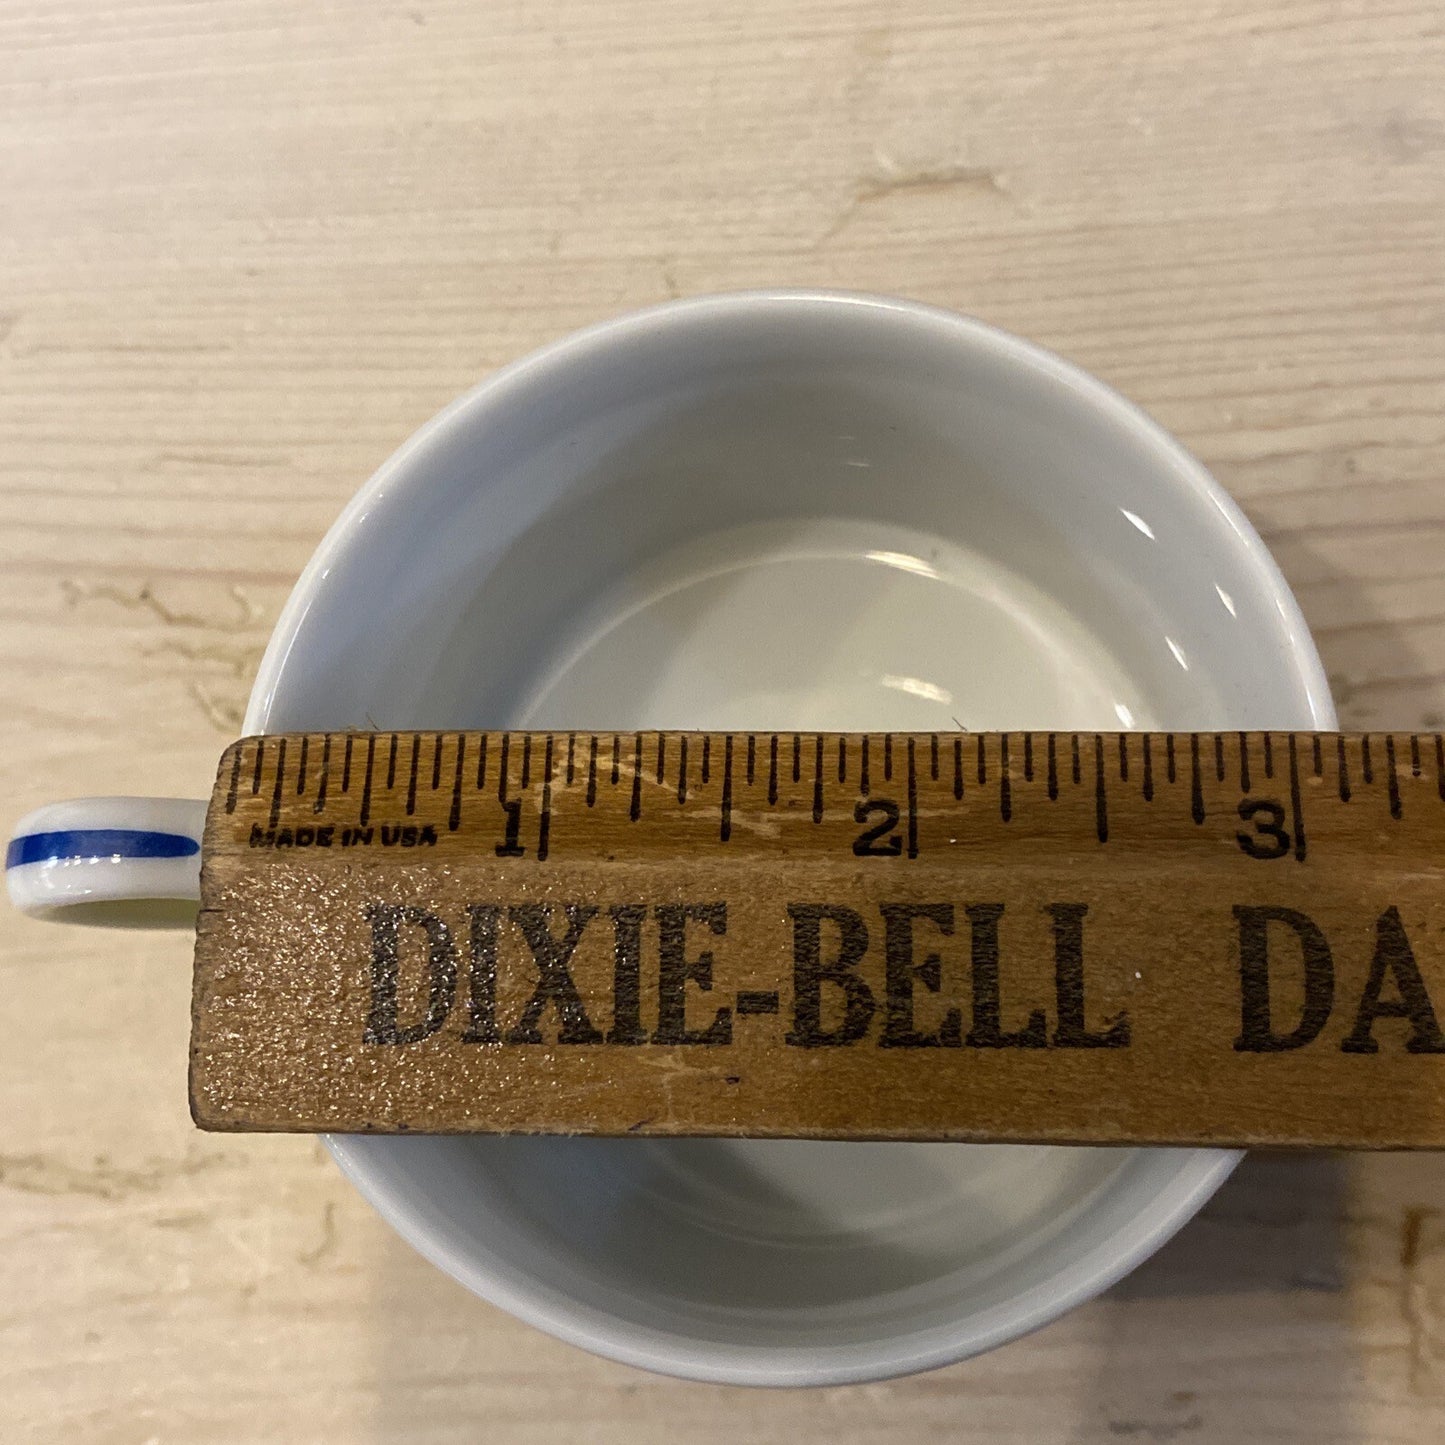 1 2 3
MADE IN USA
DIXIE-BELL DA